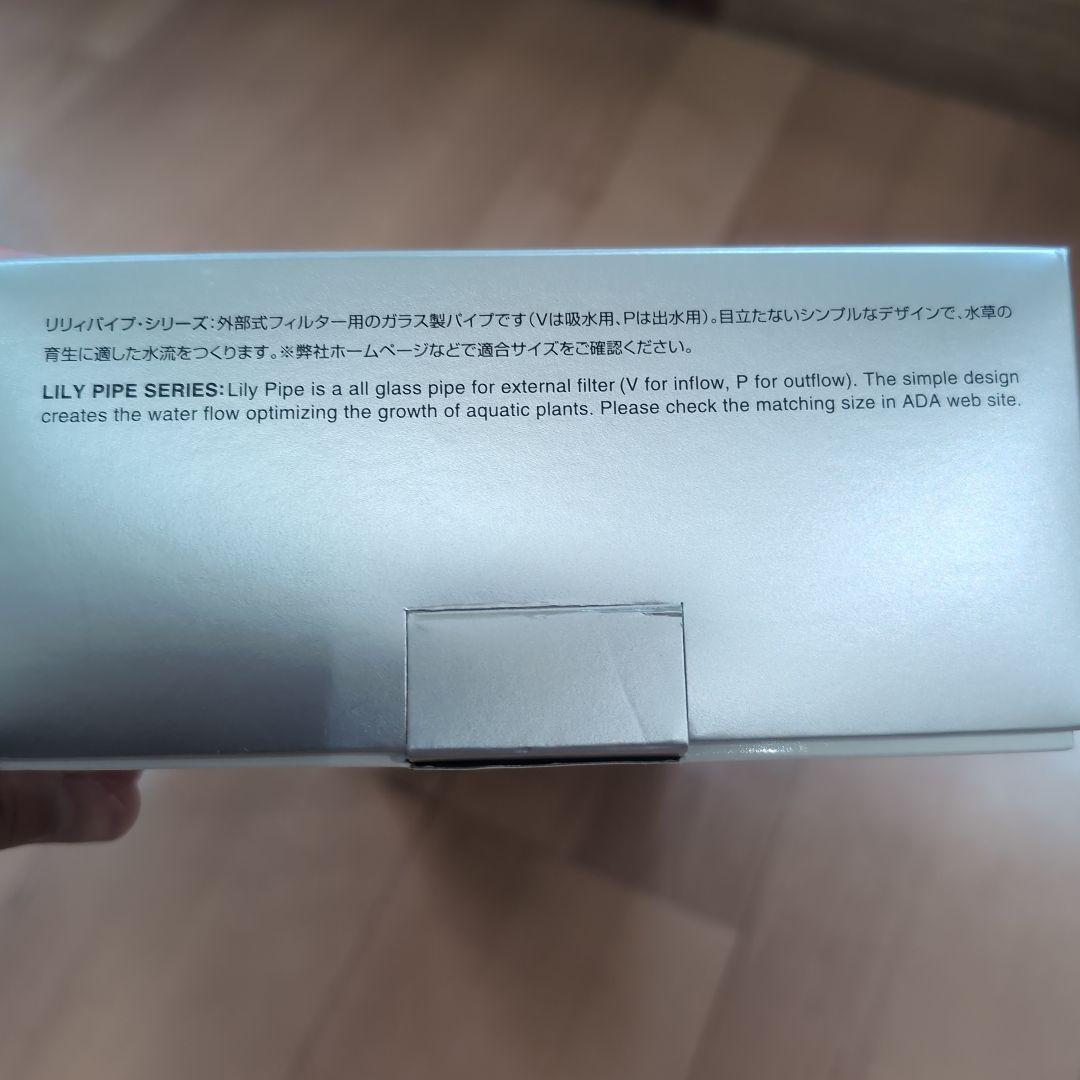 リリィパイプ・シリーズ：外部式フィルター用のガラス製パイプです（Vは吸水用、Pは出水用）。目立たないシンプルなデザインで、水草の
育生に適した水流をつくります。※弊社ホームページなどで適合サイズをご確認ください。
LILY PIPE SERIES: Lily Pipe is a all glass pipe for external filter (V for inflow, P for outflow). The simple design
creates the water flow optimizing the growth of aquatic plants. Please check the matching size in ADA web site.